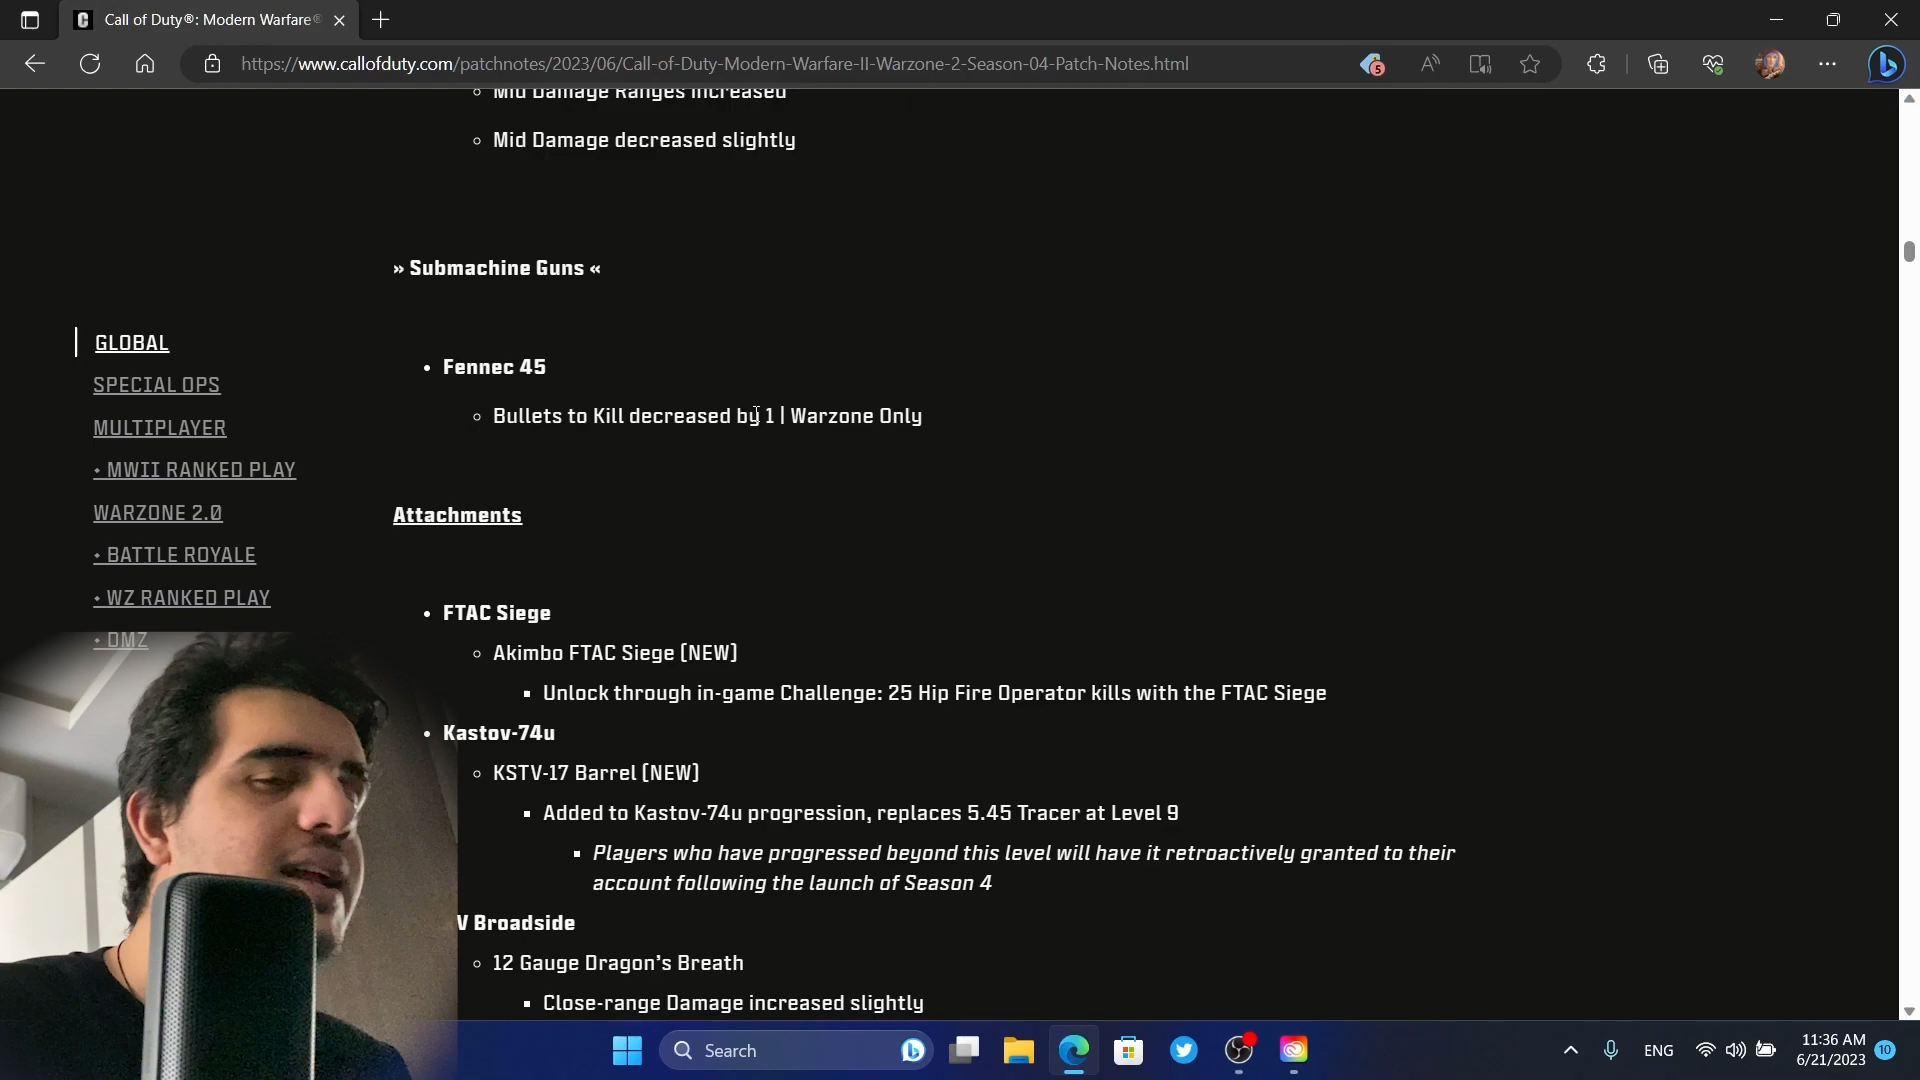 Call of Duty®: Modern Warfare®
https://www.callofduty.com/patchnotes/2023/06/Call-of-Duty-Modern-Warfare-II-Warzone-2-Season-04-Patch-Notes.html
5
Mid Damage Ranges increased
Mid Damage decreased slightly
» Submachine Guns «
GLOBAL
SPECIAL OPS
MULTIPLAYER
• MWII RANKED PLAY
WARZONE 2.0
• BATTLE ROYALE
• WZ RANKED PLAY
• DMZ
• Fennec 45
Bullets to Kill decreased by 1 | Warzone Only
Attachments
• FTAC Siege
Akimbo FTAC Siege (NEW)
Unlock through in-game Challenge: 25 Hip Fire Operator kills with the FTAC Siege
• Kastov-74u
KSTV-17 Barrel (NEW)
Added to Kastov-74u progression, replaces 5.45 Tracer at Level 9
Players who have progressed beyond this level will have it retroactively granted to their
account following the launch of Season 4
V Broadside
12 Gauge Dragon's Breath
Close-range Damage increased slightly
Search
ENG
11:36 AM
6/21/2023
10